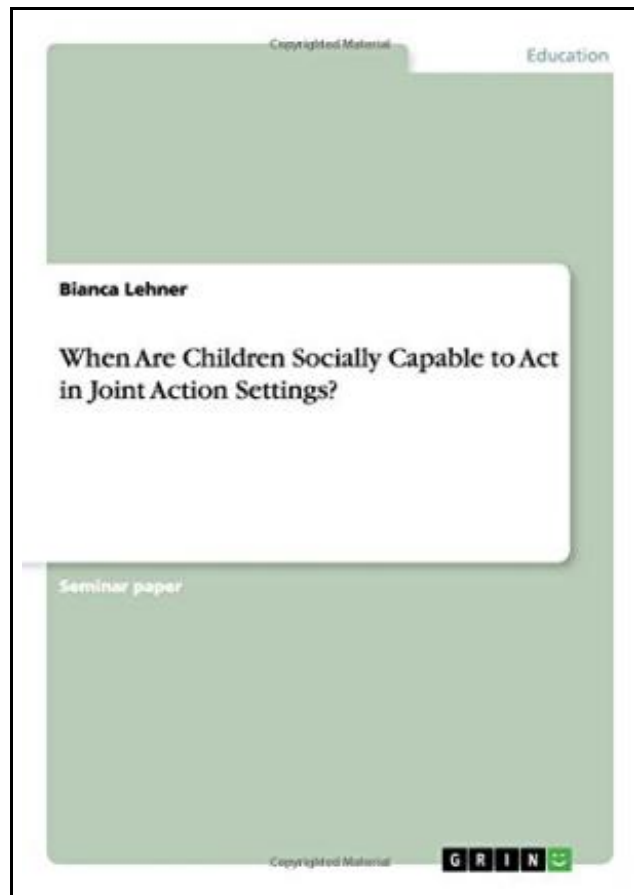 Copyrighted Material
Education
Bianca Lehner
When Are Children Socially Capable to Act
in Joint Action Settings?
Seminar paper
Copyrighted Material
GRIN